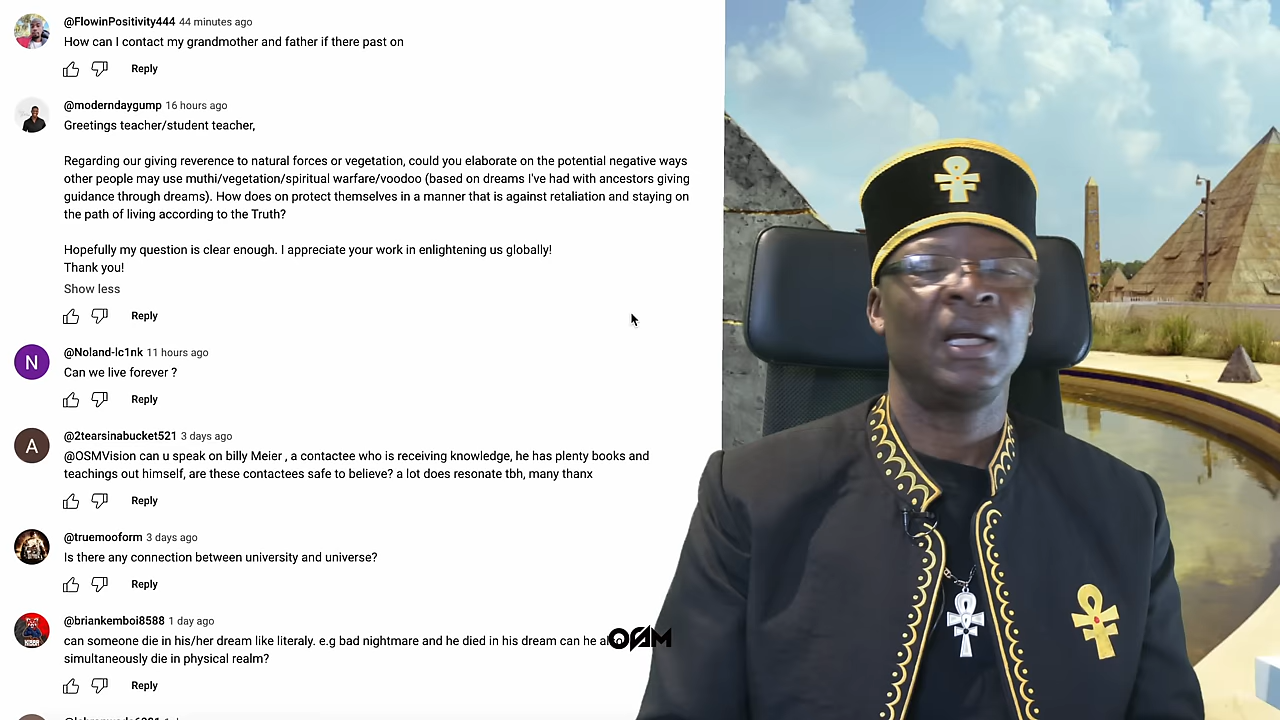 @FlowinPositivity444 44 minutes ago
How can I contact my grandmother and father if there past on
Reply
@moderndaygump 16 hours ago
Greetings teacher/student teacher,
Regarding our giving reverence to natural forces or vegetation, could you elaborate on the potential negative ways
other people may use muthi/vegetation/spiritual warfare/voodoo (based on dreams I've had with ancestors giving
guidance through dreams). How does on protect themselves in a manner that is against retaliation and staying on
the path of living according to the Truth?
Hopefully my question is clear enough. I appreciate your work in enlightening us globally!
Thank you!
Show less
Reply
N
@Noland-lc1nk 11 hours ago
Can we live forever ?
Reply
A
@2tearsinabucket521 3 days ago
@OSMVision can u speak on billy Meier , a contactee who is receiving knowledge, he has plenty books and
teachings out himself, are these contactees safe to believe? a lot does resonate tbh, many thanx
Reply
@truemooform 3 days ago
Is there any connection between university and universe?
Reply
@briankemboi8588 1 day ago
can someone die in his/her dream like literaly. e.g bad nightmare and he died in his dream can he
simultaneously die in physical realm?
OSM
Reply